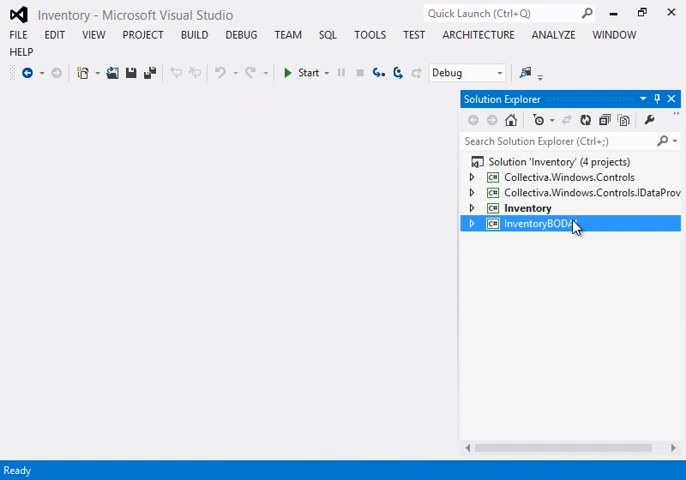 Inventory - Microsoft Visual Studio
Quick Launch (Ctrl+Q)
FILE EDIT VIEW PROJECT BUILD DEBUG TEAM SQL TOOLS TEST ARCHITECTURE ANALYZE WINDOW
HELP
Start Debug
Solution Explorer
Search Solution Explorer (Ctrl+;)
Solution 'Inventory' (4 projects)
C# Collectiva.Windows.Controls
C# Collectiva.Windows.Controls.IDataProv
C# Inventory
C# InventoryBODAL
Ready